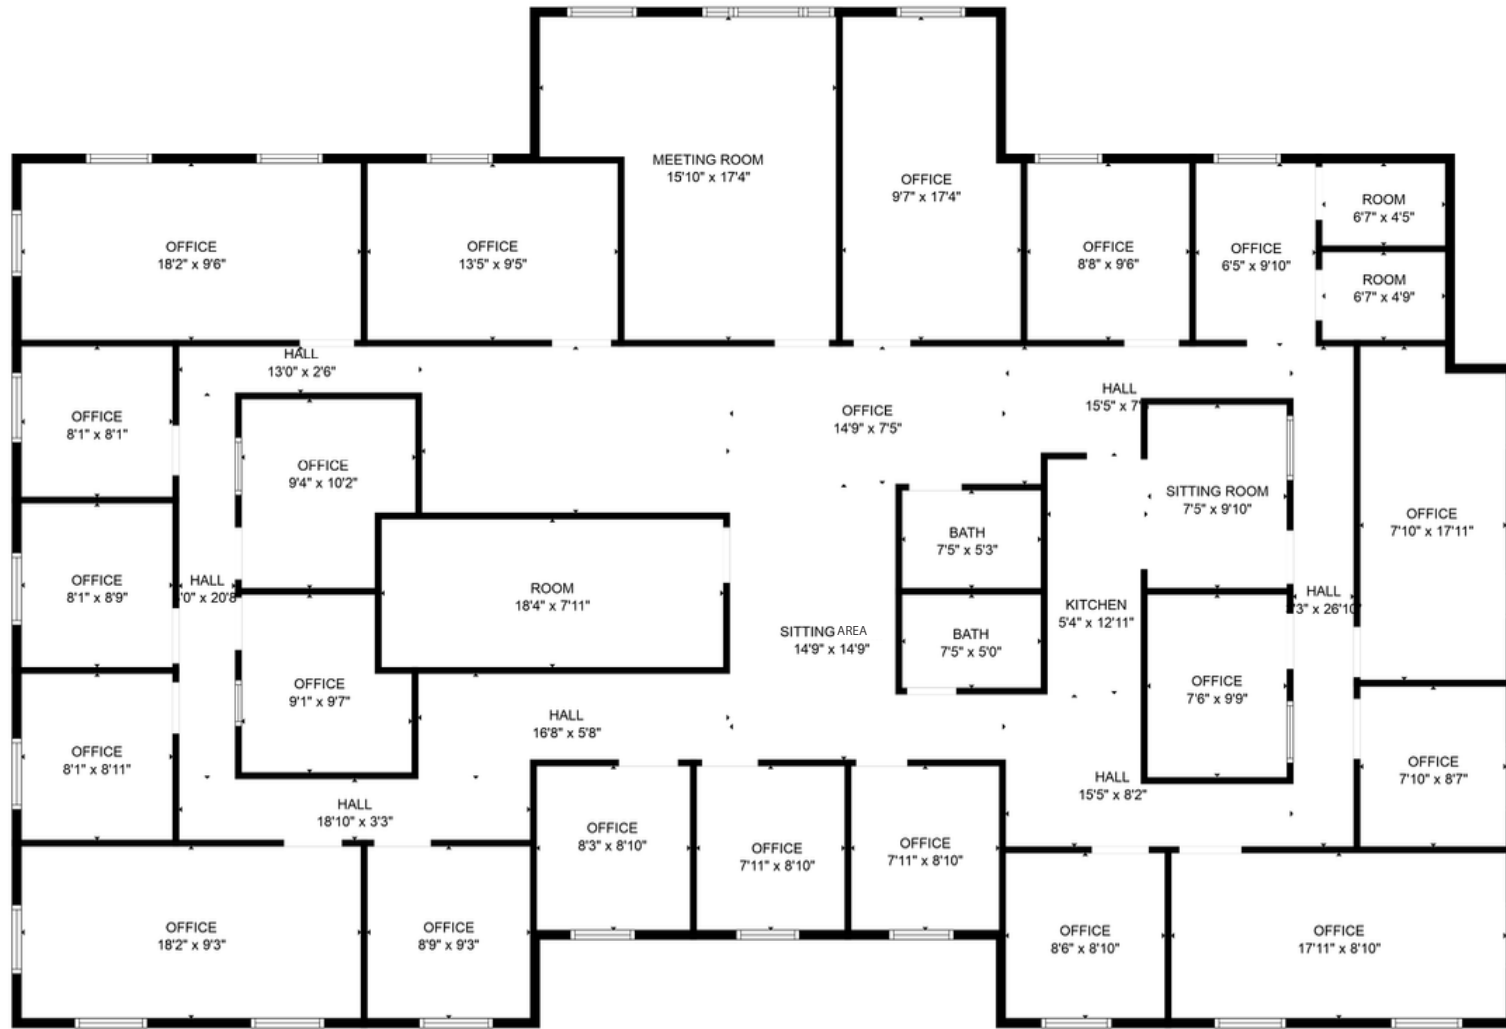 MEETING ROOM
15'10" x 17'4"
OFFICE
9'7" x 17'4"
ROOM
6'7" x 4'5"
OFFICE
18'2" x 9'6"
OFFICE
13'5" x 9'5"
OFFICE
8'8" x 9'6"
OFFICE
6'5" x 9'10"
ROOM
6'7" x 4'9"
HALL
13'0" x 2'6"
HALL
15'5" x 7'
OFFICE
8'1" x 8'1"
OFFICE
14'9" x 7'5"
OFFICE
9'4" x 10'2"
SITTING ROOM
7'5" x 9'10"
OFFICE
7'10" x 17'11"
BATH
7'5" x 5'3"
OFFICE
8'1" x 8'9"
HALL
'0" x 20'8
ROOM
18'4" x 7'11"
KITCHEN
5'4" x 12'11"
HALL
'3" x 26'10"
SITTING AREA
14'9" x 14'9"
BATH
7'5" x 5'0"
OFFICE
9'1" x 9'7"
OFFICE
7'6" x 9'9"
HALL
16'8" x 5'8"
OFFICE
8'1" x 8'11"
OFFICE
7'10" x 8'7"
HALL
15'5" x 8'2"
HALL
18'10" x 3'3"
OFFICE
8'3" x 8'10"
OFFICE
7'11" x 8'10"
OFFICE
7'11" x 8'10"
OFFICE
18'2" x 9'3"
OFFICE
8'9" x 9'3"
OFFICE
8'6" x 8'10"
OFFICE
17'11" x 8'10"